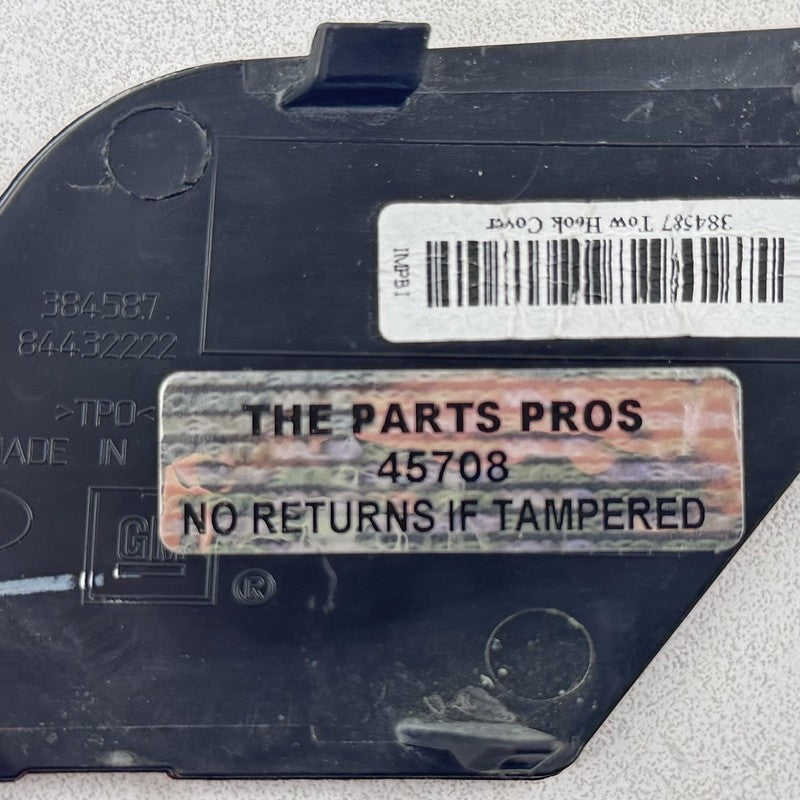 384587 Tow Hook Cover
IMPB1
384587
84432222
>TPO<
MADE IN
GM
®
THE PARTS PROS
45708
NO RETURNS IF TAMPERED